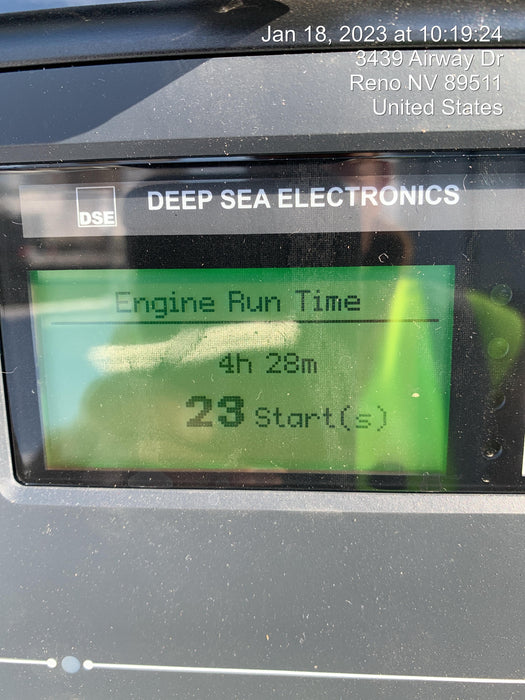 Jan 18, 2023 at 10:19:24
3439 Airway Dr
Reno NV 89511
United States
DSE DEEP SEA ELECTRONICS
Engine Run Time
4h 28m
23 Start(s)